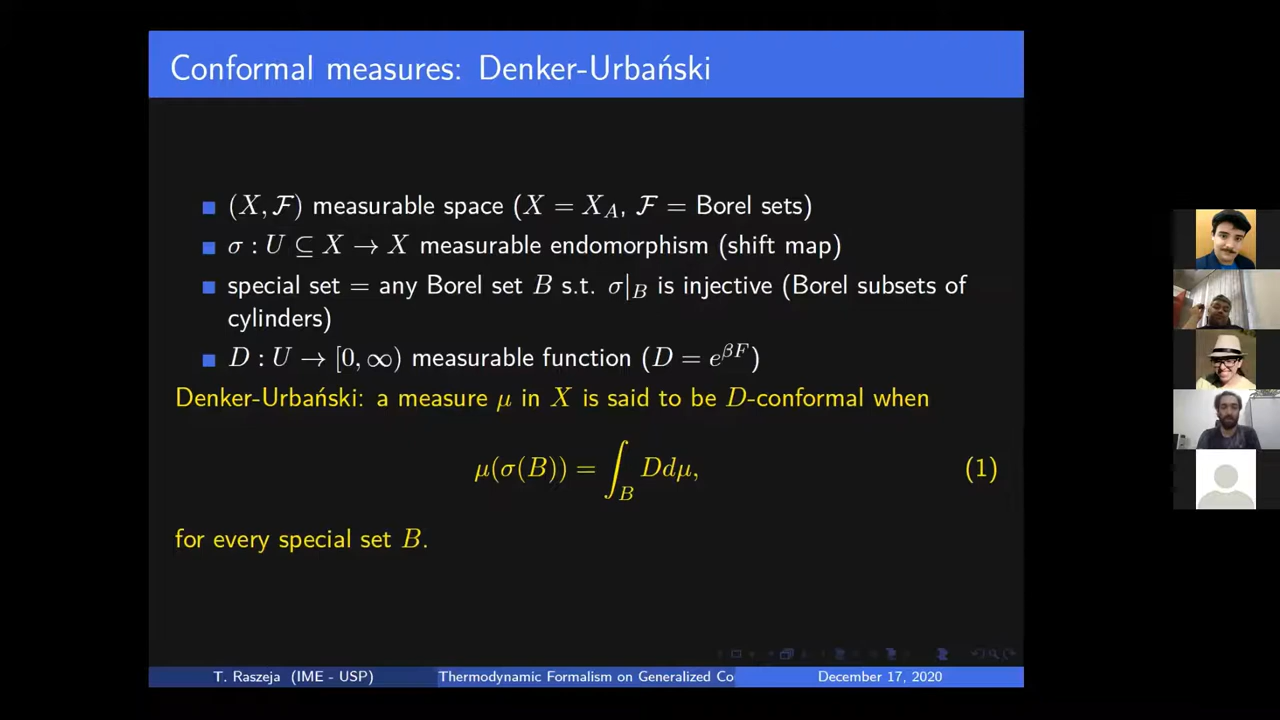 Conformal measures: Denker-Urbański
(X, ℱ) measurable space (X = X_A, ℱ = Borel sets)
σ : U ⊆ X → X measurable endomorphism (shift map)
special set = any Borel set B s.t. σ|_B is injective (Borel subsets of
cylinders)
D : U → [0, ∞) measurable function (D = e^{βF})
Denker-Urbański: a measure μ in X is said to be D-conformal when
μ(σ(B)) = ∫_B Ddμ, (1)
for every special set B.
T. Raszeja (IME - USP) Thermodynamic Formalism on Generalized Co December 17, 2020